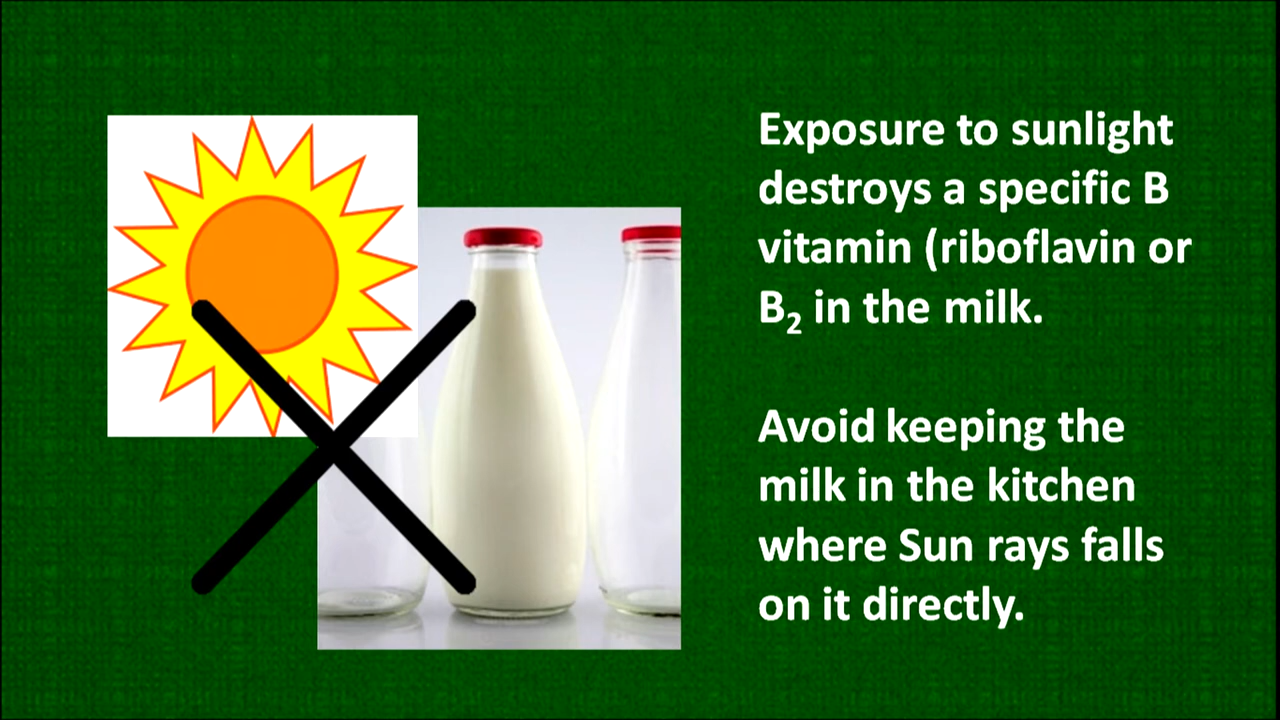 Exposure to sunlight
destroys a specific B
vitamin (riboflavin or
B₂ in the milk.
Avoid keeping the
milk in the kitchen
where Sun rays falls
on it directly.